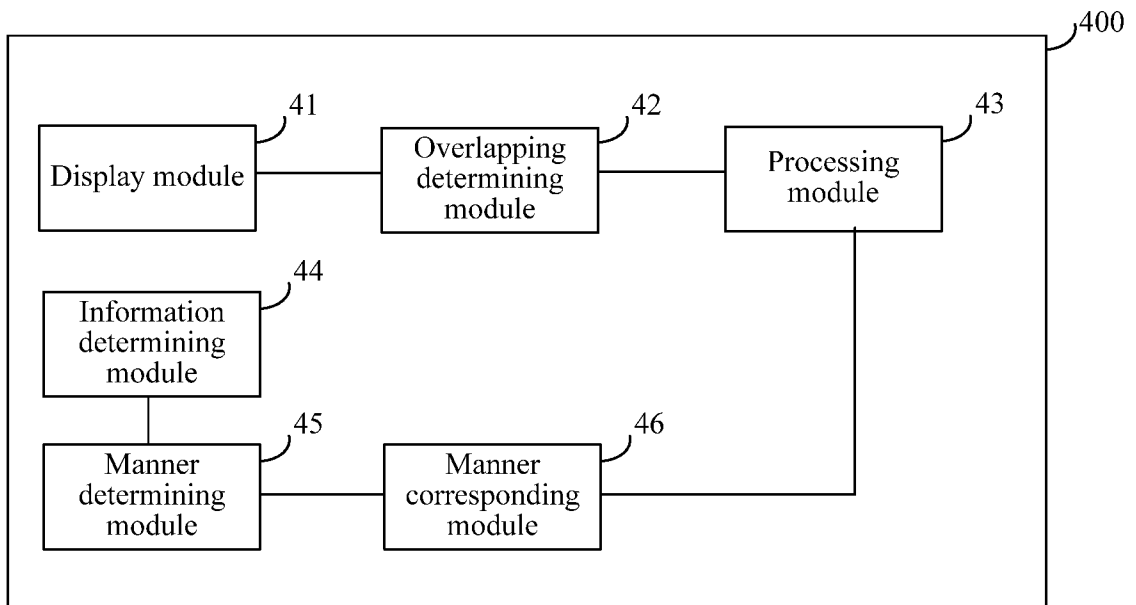 400
41
Display module
42
Overlapping
determining
module
43
Processing
module
44
Information
determining
module
45
Manner
determining
module
46
Manner
corresponding
module